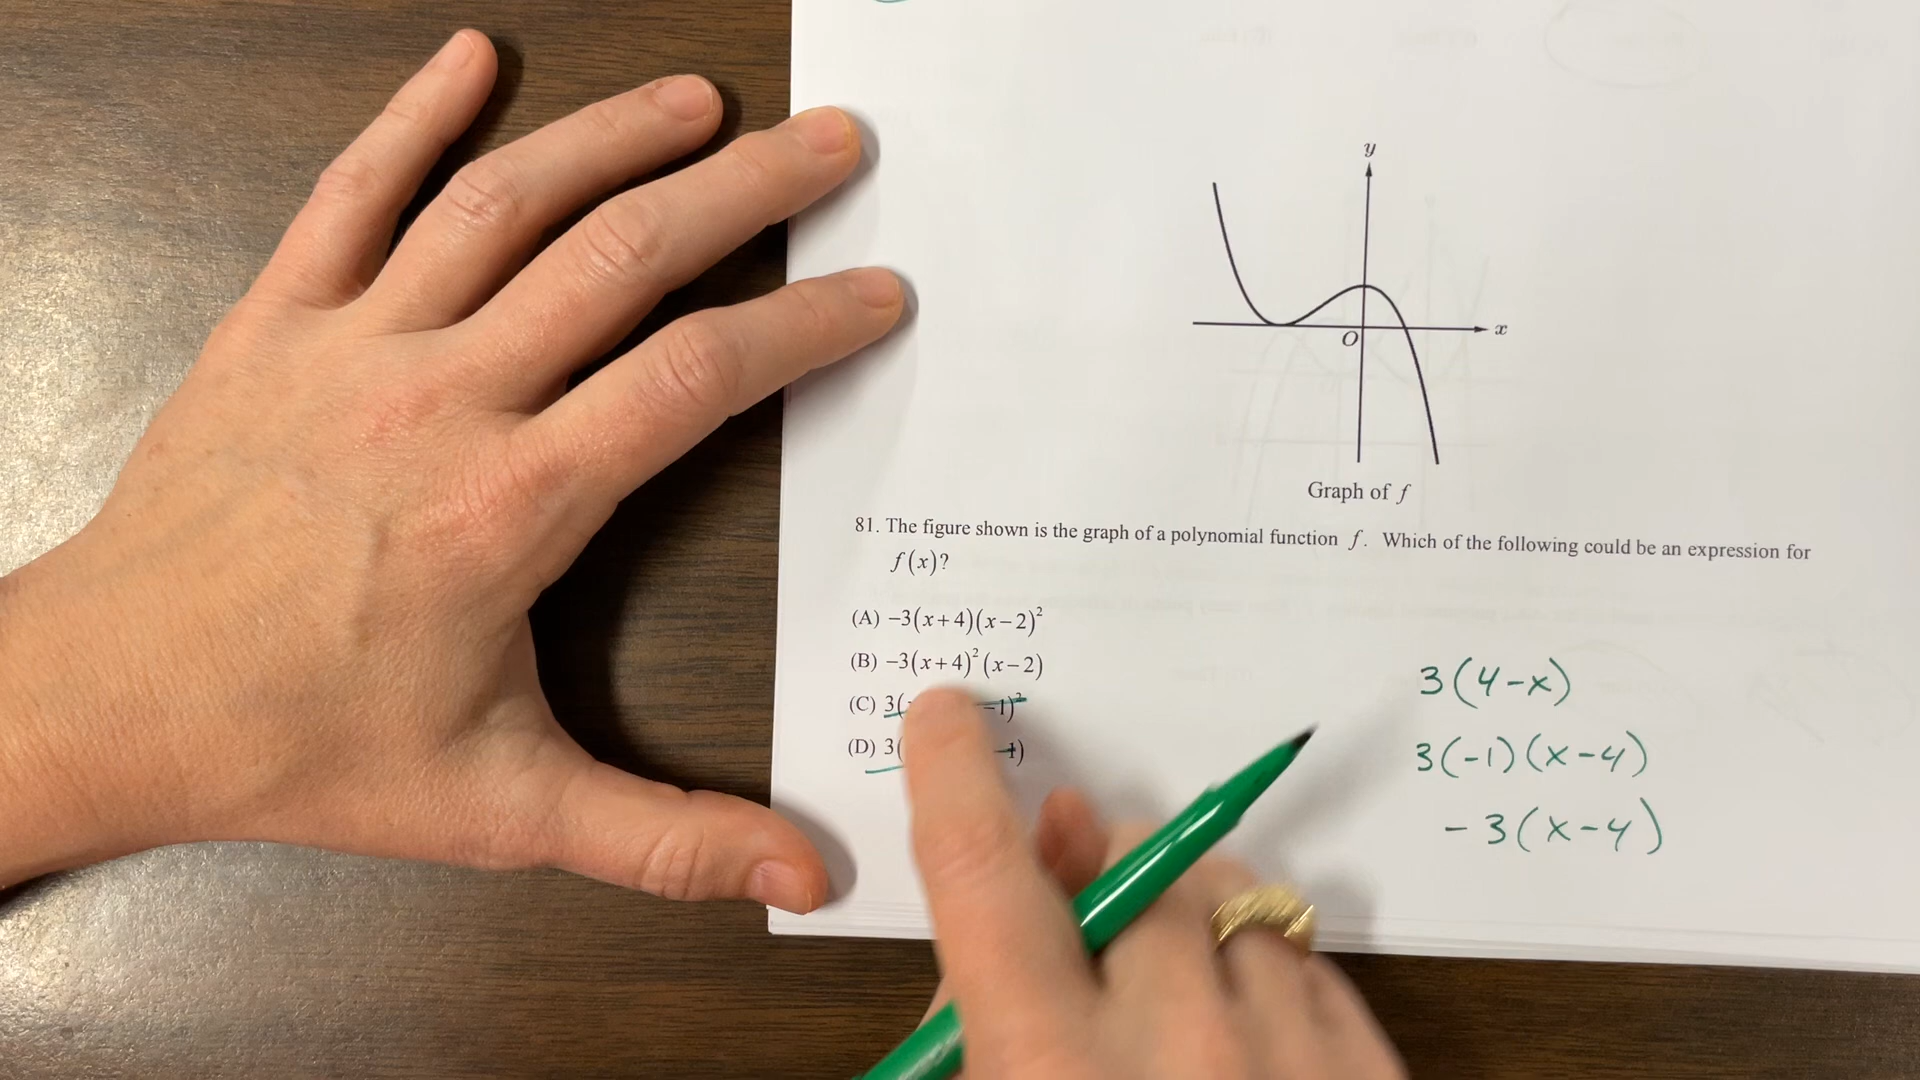 y
x
O
Graph of f
81. The figure shown is the graph of a polynomial function f. Which of the following could be an expression for
f(x)?
(A) −3(x+4)(x−2)²
(B) −3(x+4)²(x−2)
(C) 3( −1)²
(D) 3(
3(4-x)
3(-1)(x-4)
-3(x-4)